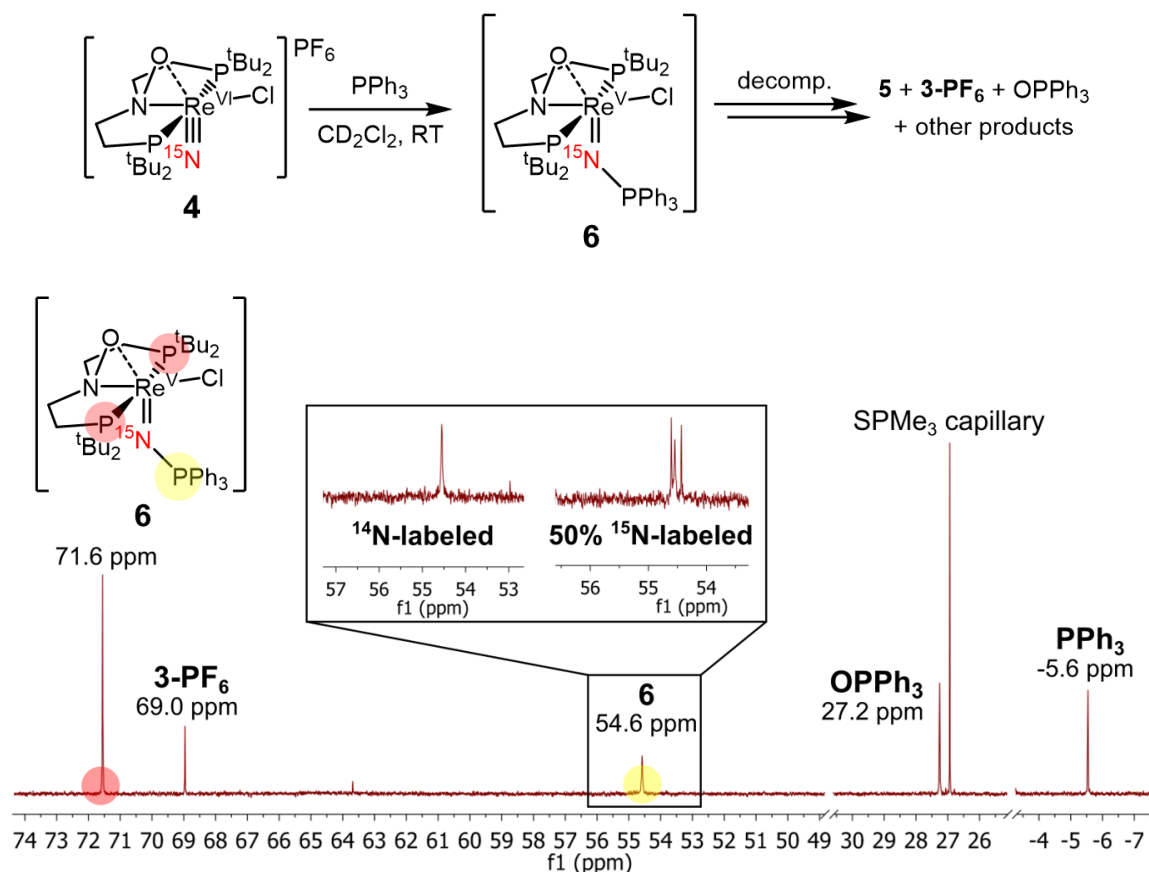 O
P
tBu2
PF6
N
Re
VI
Cl
P
15N
tBu2
4
PPh3
CD2Cl2, RT
O
P
tBu2
N
Re
V
Cl
P
15N
tBu2
PPh3
6
decomp.
5 + 3-PF6 + OPPh3
+ other products
O
P
tBu2
N
Re
V
Cl
P
15N
tBu2
PPh3
6
14N-labeled
57 56 55 54 53
f1 (ppm)
50% 15N-labeled
56 55 54
f1 (ppm)
SPMe3 capillary
71.6 ppm
3-PF6
69.0 ppm
6
54.6 ppm
OPPh3
27.2 ppm
PPh3
-5.6 ppm
74 73 72 71 70 69 68 67 66 65 64 63 62 61 60 59 58 57 56 55 54 53 52 51 50 49 30 28 26 -4 -5 -6 -7
f1 (ppm)